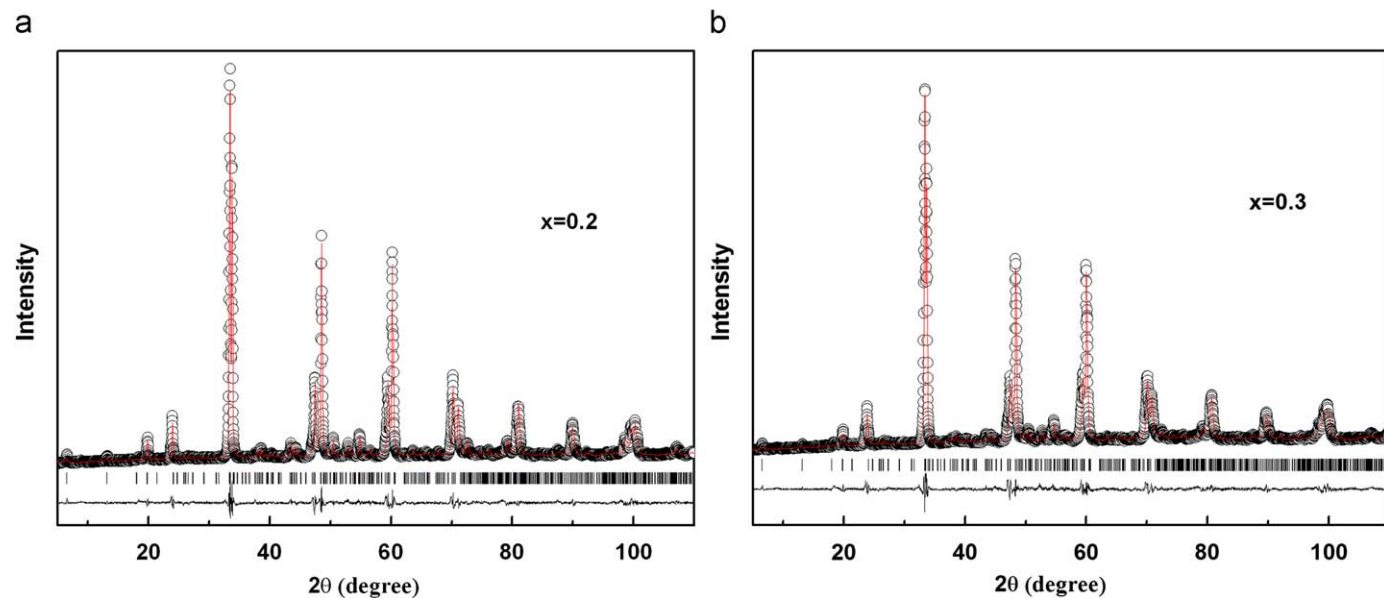 a
Intensity
x=0.2
20 40 60 80 100
2θ (degree)
b
Intensity
x=0.3
20 40 60 80 100
2θ (degree)